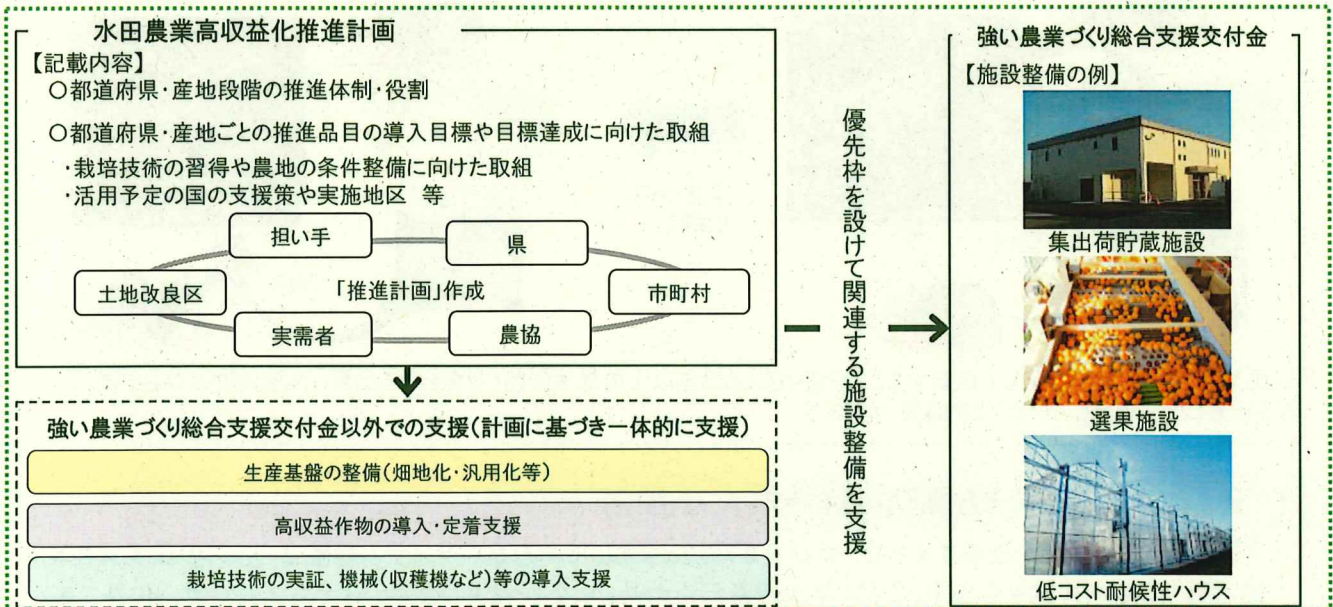 水田農業高収益化推進計画
【記載内容】
○都道府県・産地段階の推進体制・役割
○都道府県・産地ごとの推進品目の導入目標や目標達成に向けた取組
・栽培技術の習得や農地の条件整備に向けた取組
・活用予定の国の支援策や実施地区 等
担い手
県
土地改良区
「推進計画」作成
市町村
実需者
農協
強い農業づくり総合支援交付金以外での支援(計画に基づき一体的に支援)
生産基盤の整備(畑地化・汎用化等)
高収益作物の導入・定着支援
栽培技術の実証、機械(収穫機など)等の導入支援
優先枠を設けて関連する施設整備を支援
強い農業づくり総合支援交付金
【施設整備の例】
集出荷貯蔵施設
選果施設
低コスト耐候性ハウス